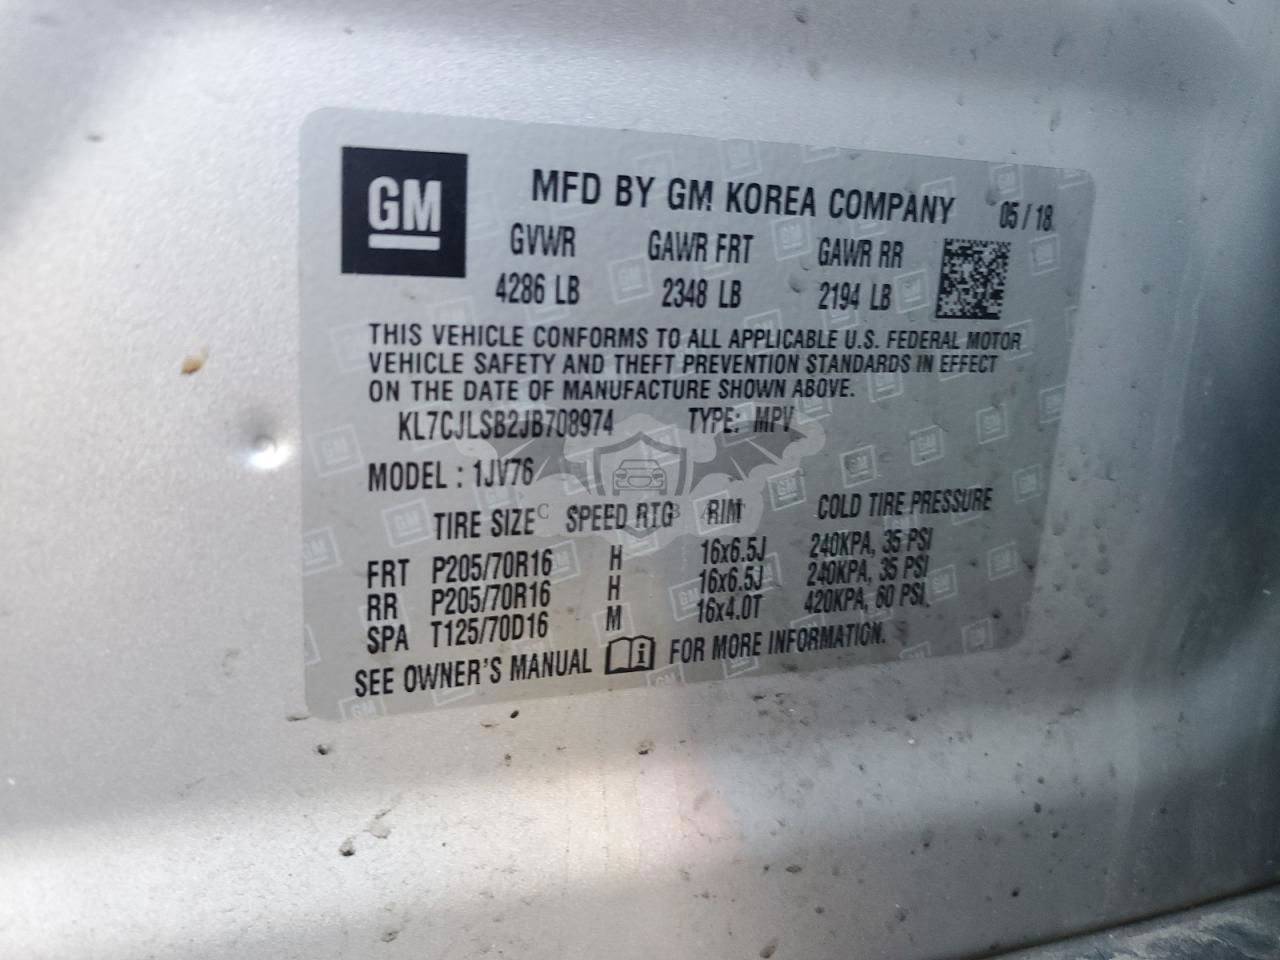 GM
MFD BY GM KOREA COMPANY 05 / 18
GVWR GAWR FRT GAWR RR
4286 LB 2348 LB 2194 LB
THIS VEHICLE CONFORMS TO ALL APPLICABLE U.S. FEDERAL MOTOR
VEHICLE SAFETY AND THEFT PREVENTION STANDARDS IN EFFECT
ON THE DATE OF MANUFACTURE SHOWN ABOVE.
KL7CJLSB2JB708974 TYPE: MPV
MODEL : 1JV76
TIRE SIZE SPEED RTG RIM COLD TIRE PRESSURE
FRT P205/70R16 H 16x6.5J 240KPA, 35 PSI
RR P205/70R16 H 16x6.5J 240KPA, 35 PSI
SPA T125/70D16 M 16x4.0T 420KPA, 60 PSI
SEE OWNER'S MANUAL FOR MORE INFORMATION.